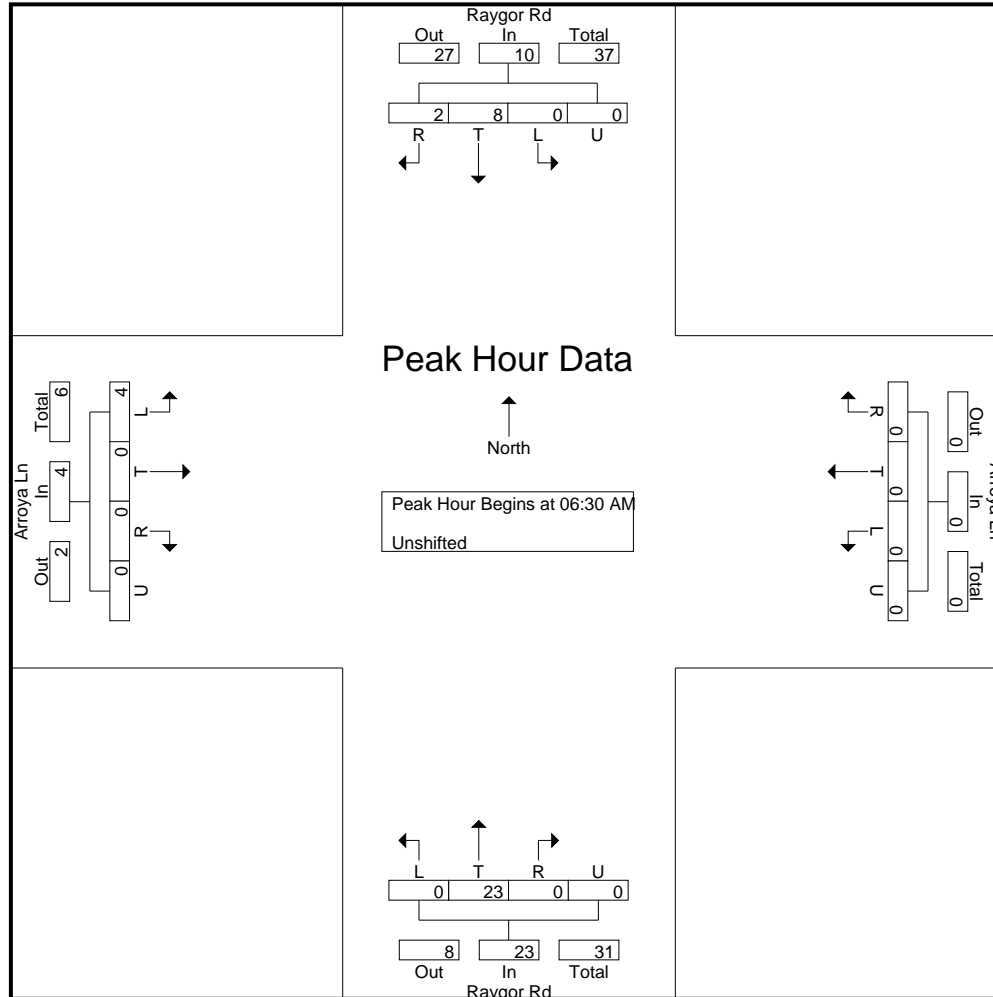 Raygor Rd
Out In Total
27 10 37
2 8 0 0
R T L U
Peak Hour Data
North
Peak Hour Begins at 06:30 AM
Unshifted
Arroya Ln
Total In Out
6 4 2
4 0 0 0
L T R U
R T L U
0 0 0 0
Out In Total
0 0 0
Arroya Ln
L T R U
0 23 0 0
8 23 31
Out In Total
Raygor Rd